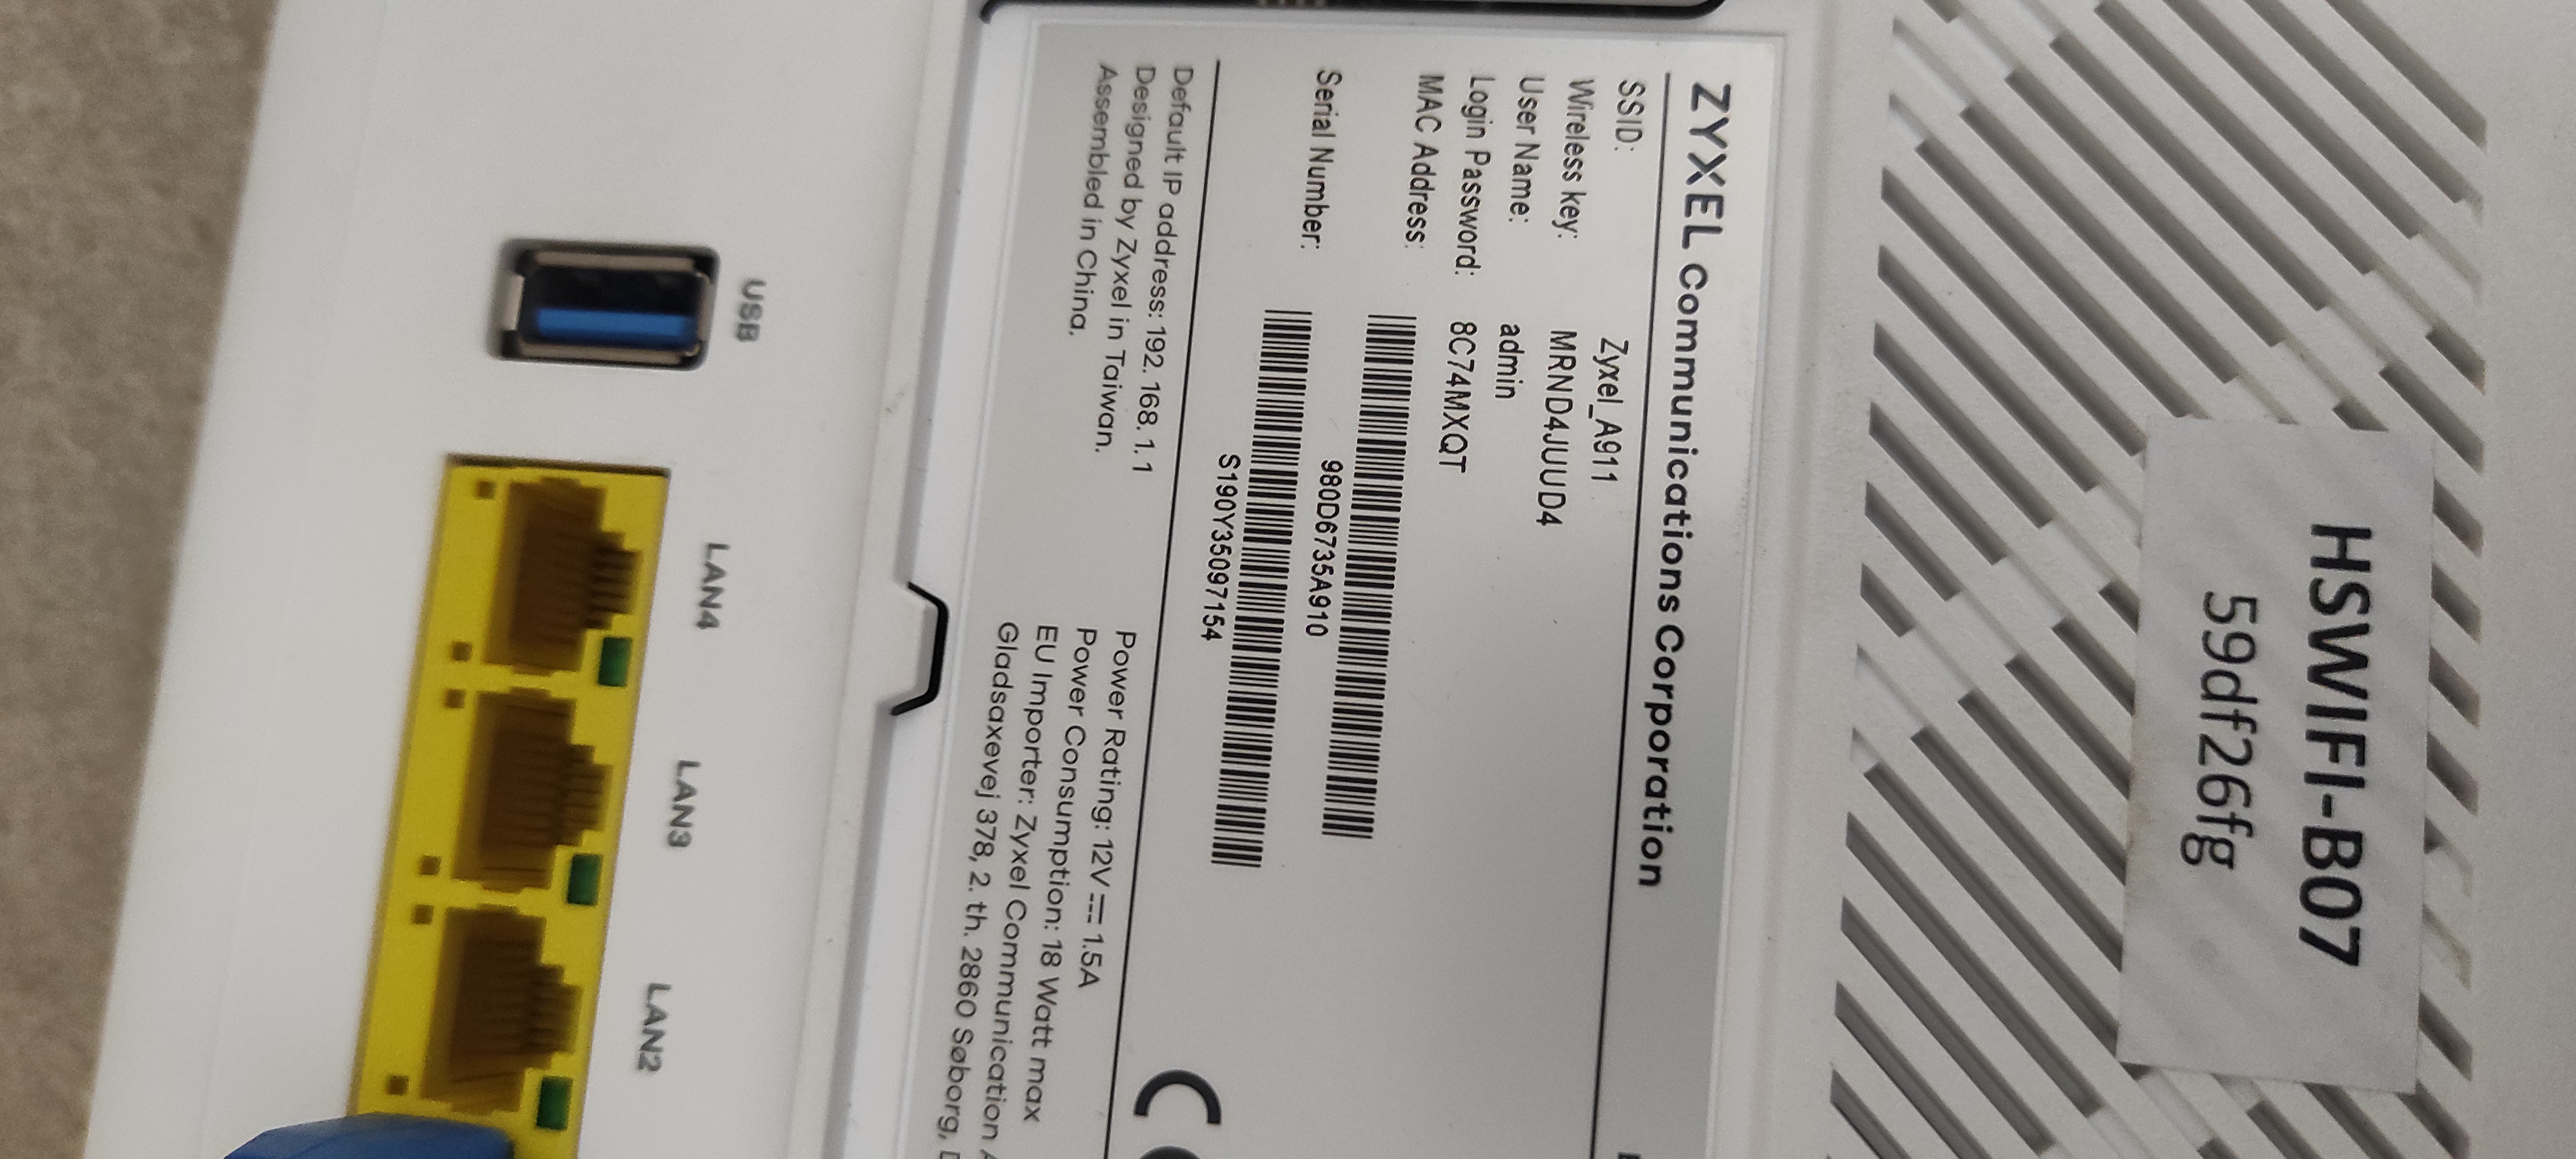 HSWIFI-B07
59df26fg
ZYXEL Communications Corporation
SSID: Zyxel_A911
Wireless key: MRND4JUUD4
User Name: admin
Login Password: 8C74MXQT
MAC Address:
980D6735A910
Serial Number:
S190Y35097154
Default IP address: 192.168.1.1
Designed by Zyxel in Taiwan.
Assembled in China.
Power Rating: 12V⎓1.5A
Power Consumption: 18 Watt max
EU Importer: Zyxel Communication A
Gladsaxevej 378, 2. th. 2860 Søborg,
CE
USB
LAN4
LAN3
LAN2